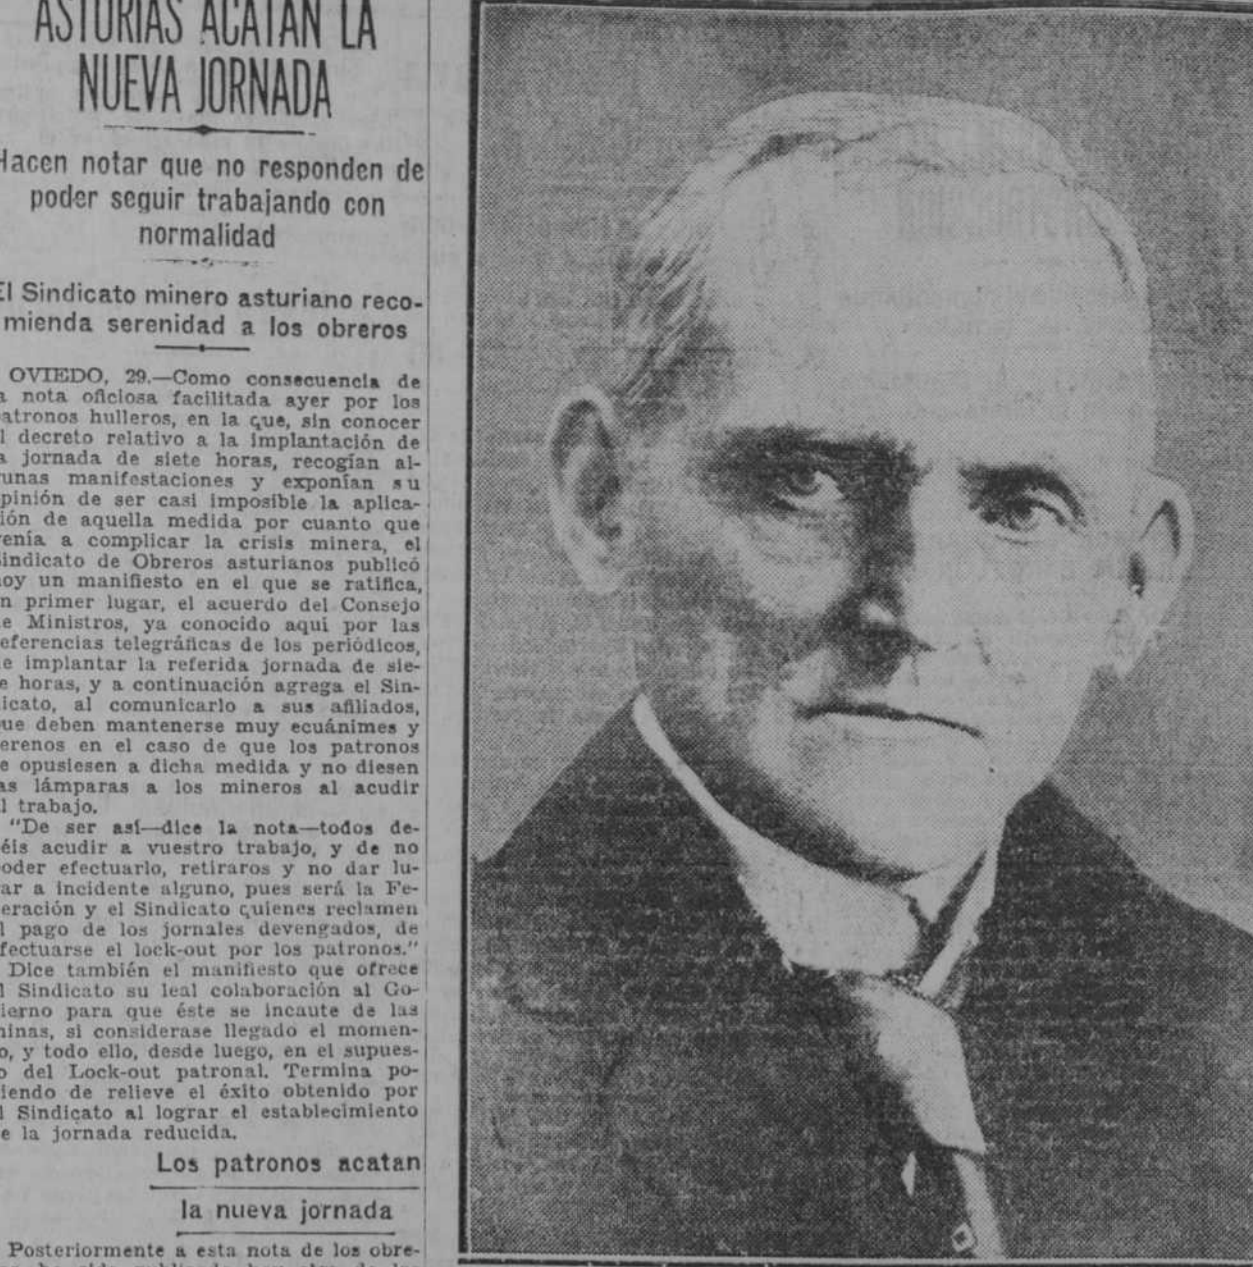 ASTURIAS ACATAN LA
NUEVA JORNADA
Hacen notar que no responden de
poder seguir trabajando con
normalidad
El Sindicato minero asturiano reco-
mienda serenidad a los obreros
OVIEDO, 29.—Como consecuencia de
a nota oficiosa facilitada ayer por los
patronos hulleros, en la que, sin conocer
l decreto relativo a la implantación de
a jornada de siete horas, recogían al-
gunas manifestaciones y exponían su
opinión de ser casi imposible la aplica-
ción de aquella medida por cuanto que
venía a complicar la crisis minera, el
Sindicato de Obreros asturianos publicó
hoy un manifiesto en el que se ratifica,
en primer lugar, el acuerdo del Consejo
de Ministros, ya conocido aquí por las
referencias telegráficas de los periódicos,
de implantar la referida jornada de sie-
te horas, y a continuación agrega el Sin-
dicato, al comunicarlo a sus afiliados,
que deben mantenerse muy ecuánimes y
serenos en el caso de que los patronos
se opusiesen a dicha medida y no diesen
las lámparas a los mineros al acudir
al trabajo.
"De ser así—dice la nota—todos de-
béis acudir a vuestro trabajo, y de no
poder efectuarlo, retiraros y no dar lu-
gar a incidente alguno, pues será la Fe-
deración y el Sindicato quienes reclamen
el pago de los jornales devengados, de
efectuarse el lock-out por los patronos."
Dice también el manifiesto que ofrece
el Sindicato su leal colaboración al Go-
bierno para que éste se incaute de las
minas, si considerase llegado el momen-
to, y todo ello, desde luego, en el supues-
to del Lock-out patronal. Termina po-
niendo de relieve el éxito obtenido por
el Sindicato al lograr el establecimiento
de la jornada reducida.
Los patronos acatan
la nueva jornada
Posteriormente a esta nota de los obre-